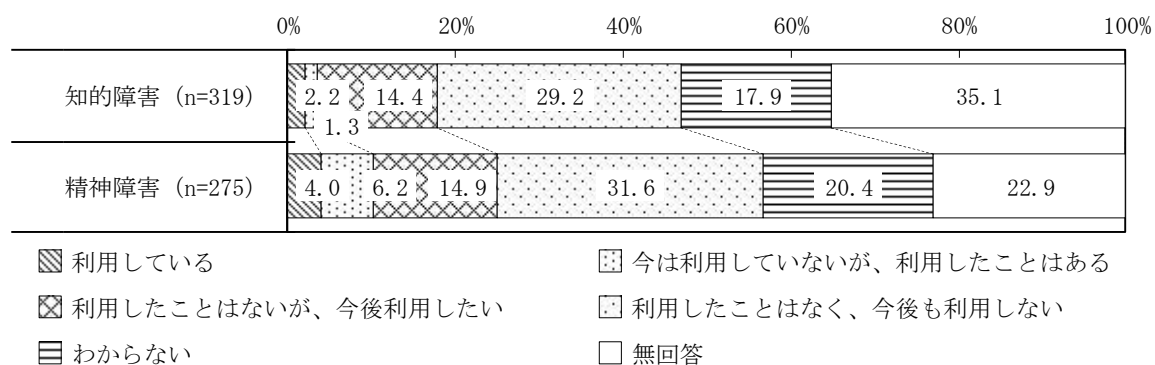 0% 20% 40% 60% 80% 100%
知的障害 (n=319) 2.2 14.4 29.2 17.9 35.1
1.3
精神障害 (n=275) 4.0 6.2 14.9 31.6 20.4 22.9
利用している 今は利用していないが、利用したことはある
利用したことはないが、今後利用したい 利用したことはなく、今後も利用しない
わからない 無回答